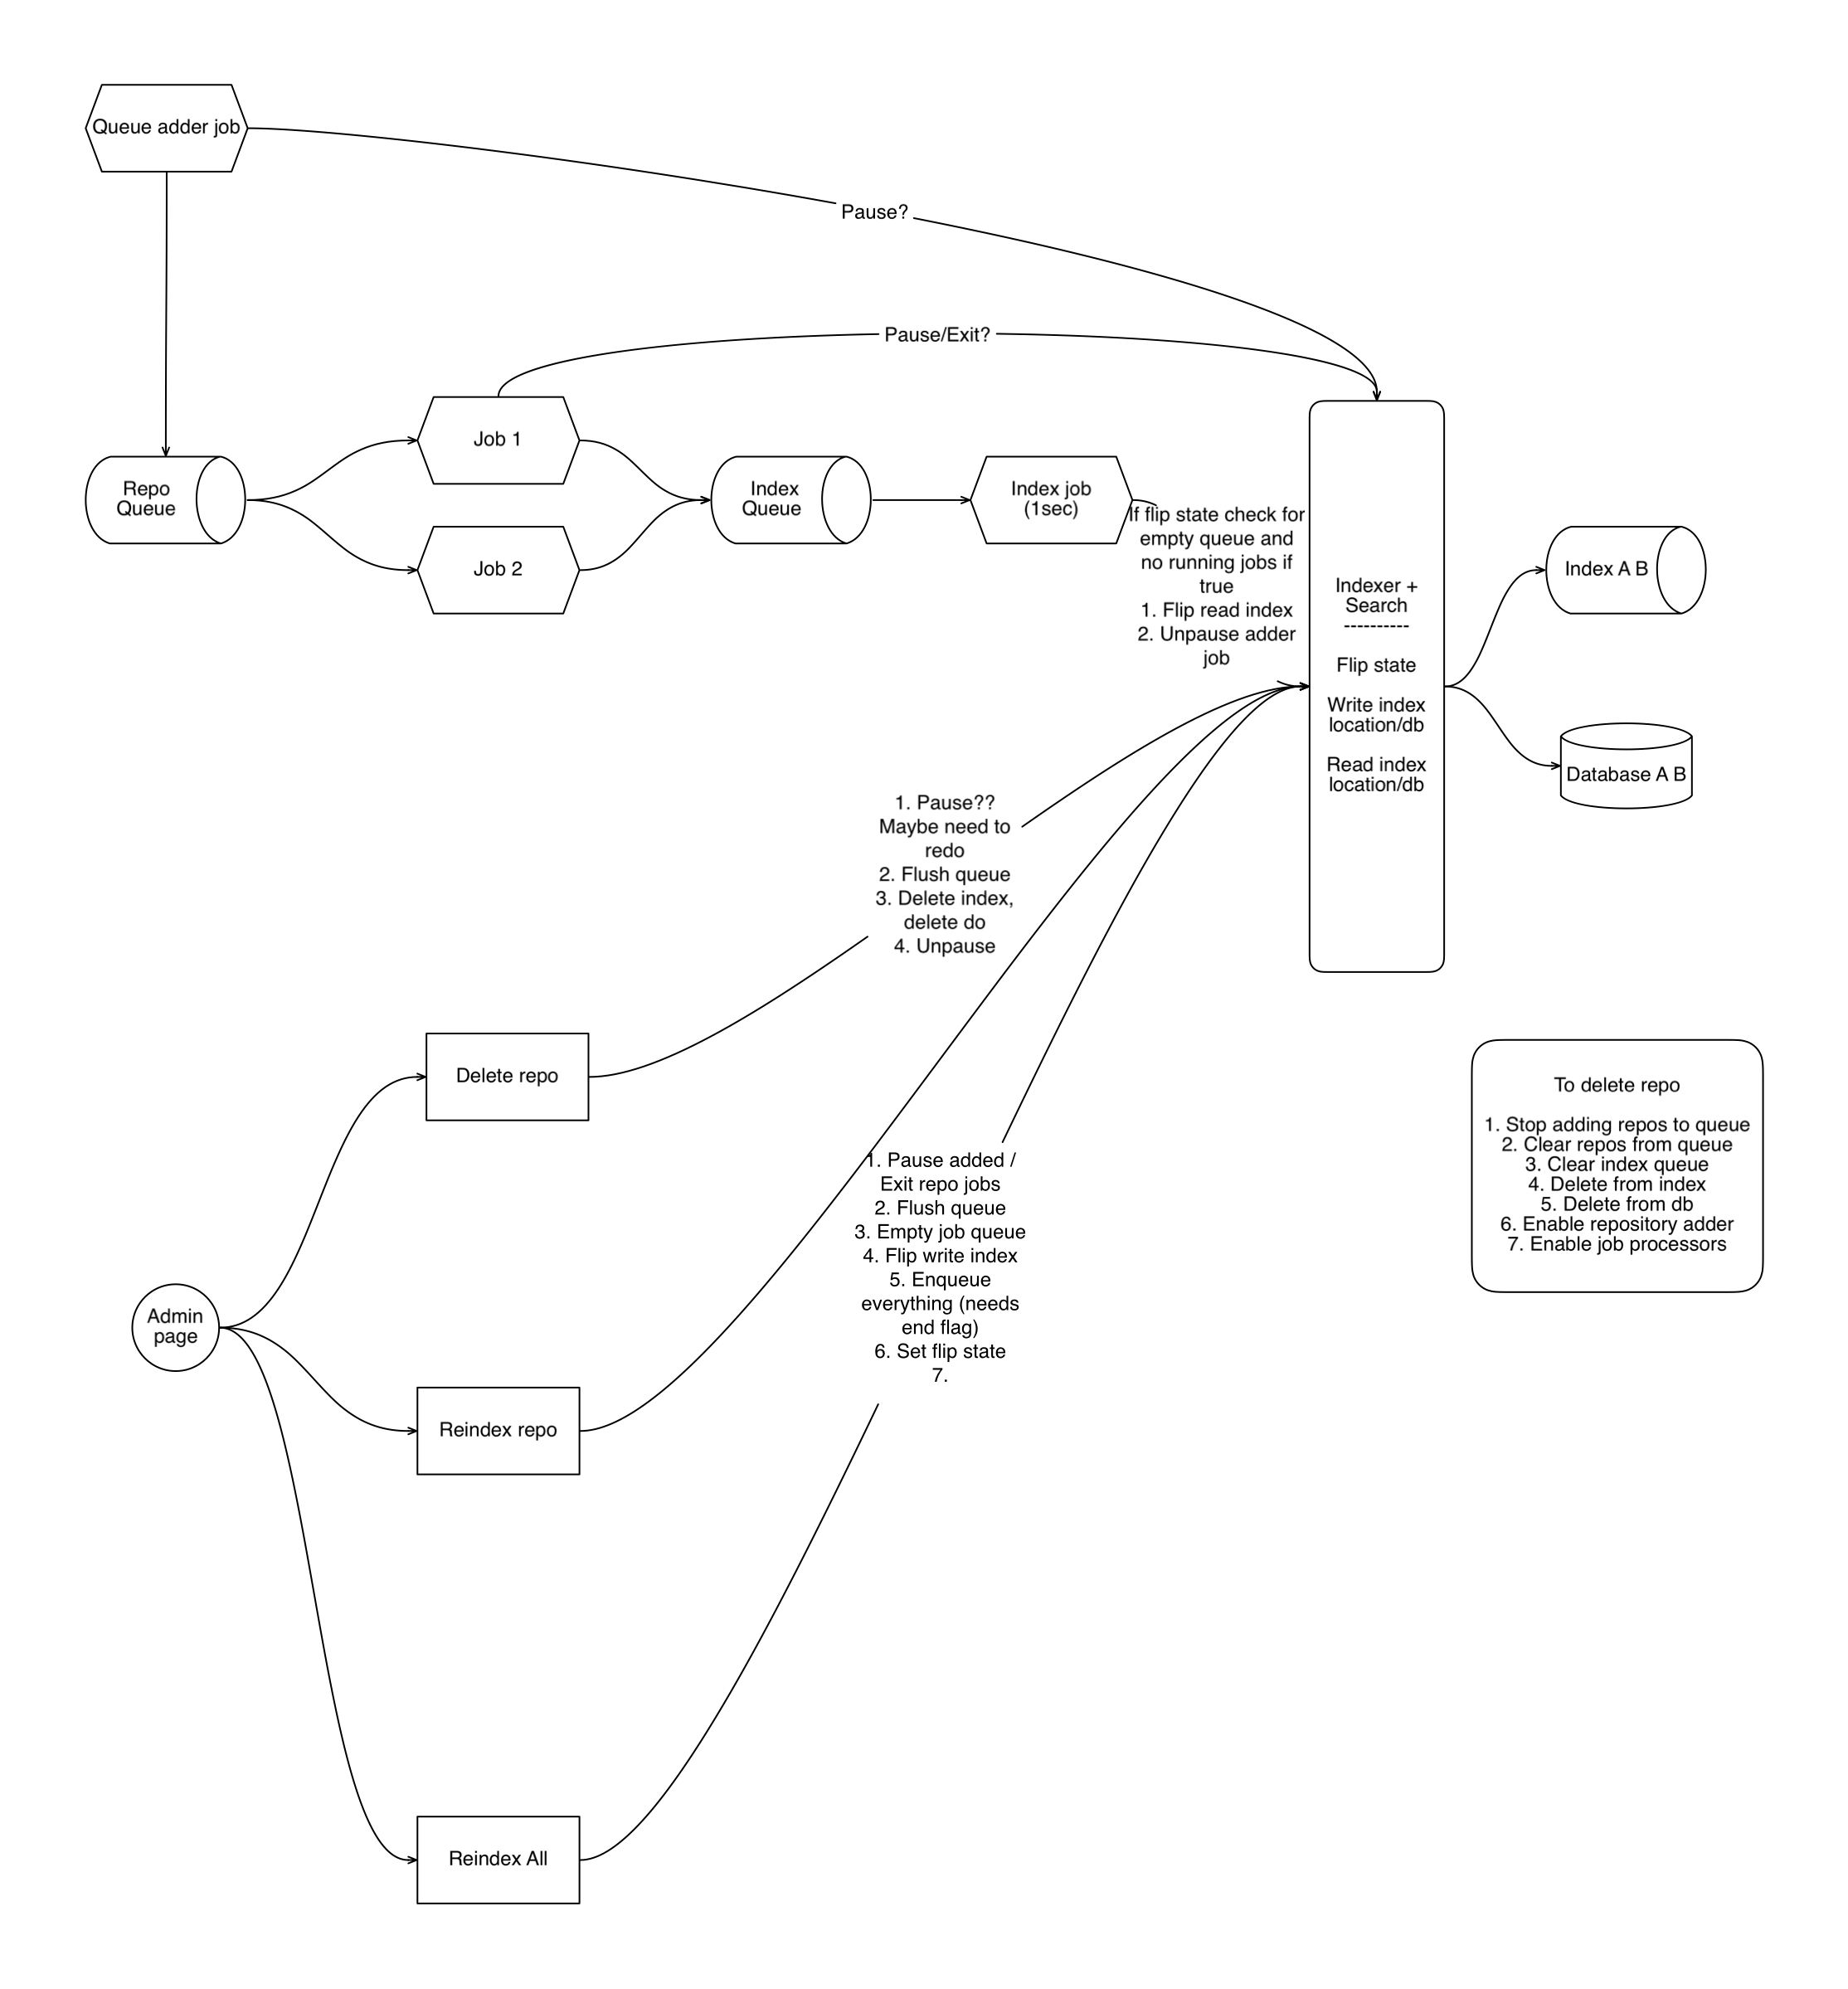 Queue adder job
Pause?
Pause/Exit?
Repo
Queue
Job 1
Job 2
Index
Queue
Index job
(1sec)
If flip state check for
empty queue and
no running jobs if
true
1. Flip read index
2. Unpause adder
job
Indexer +
Search
----------
Flip state
Write index
location/db
Read index
location/db
Index A B
Database A B
1. Pause??
Maybe need to
redo
2. Flush queue
3. Delete index,
delete do
4. Unpause
Delete repo
To delete repo
1. Stop adding repos to queue
2. Clear repos from queue
3. Clear index queue
4. Delete from index
5. Delete from db
6. Enable repository adder
7. Enable job processors
1. Pause added /
Exit repo jobs
2. Flush queue
3. Empty job queue
4. Flip write index
5. Enqueue
everything (needs
end flag)
6. Set flip state
7.
Admin
page
Reindex repo
Reindex All